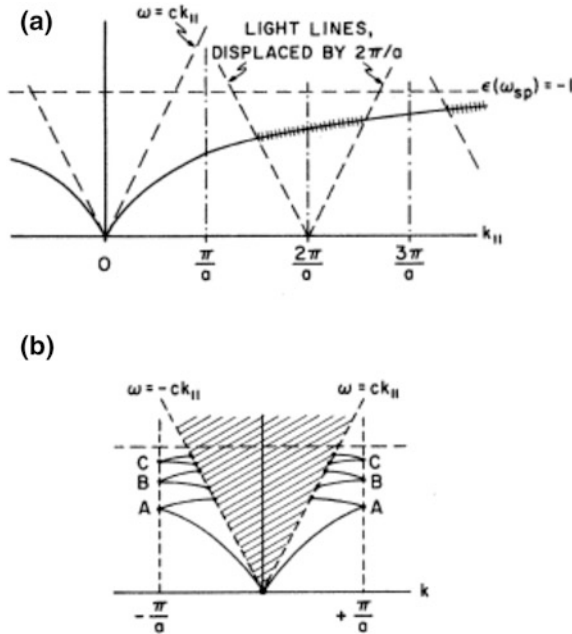 (a)
ω = ck||
LIGHT LINES,
DISPLACED BY 2π/a
ϵ(ωsp) = -1
k||
0
π/a
2π/a
3π/a
(b)
ω = -ck||
ω = ck||
C
C
B
B
A
A
k
-π/a
+π/a